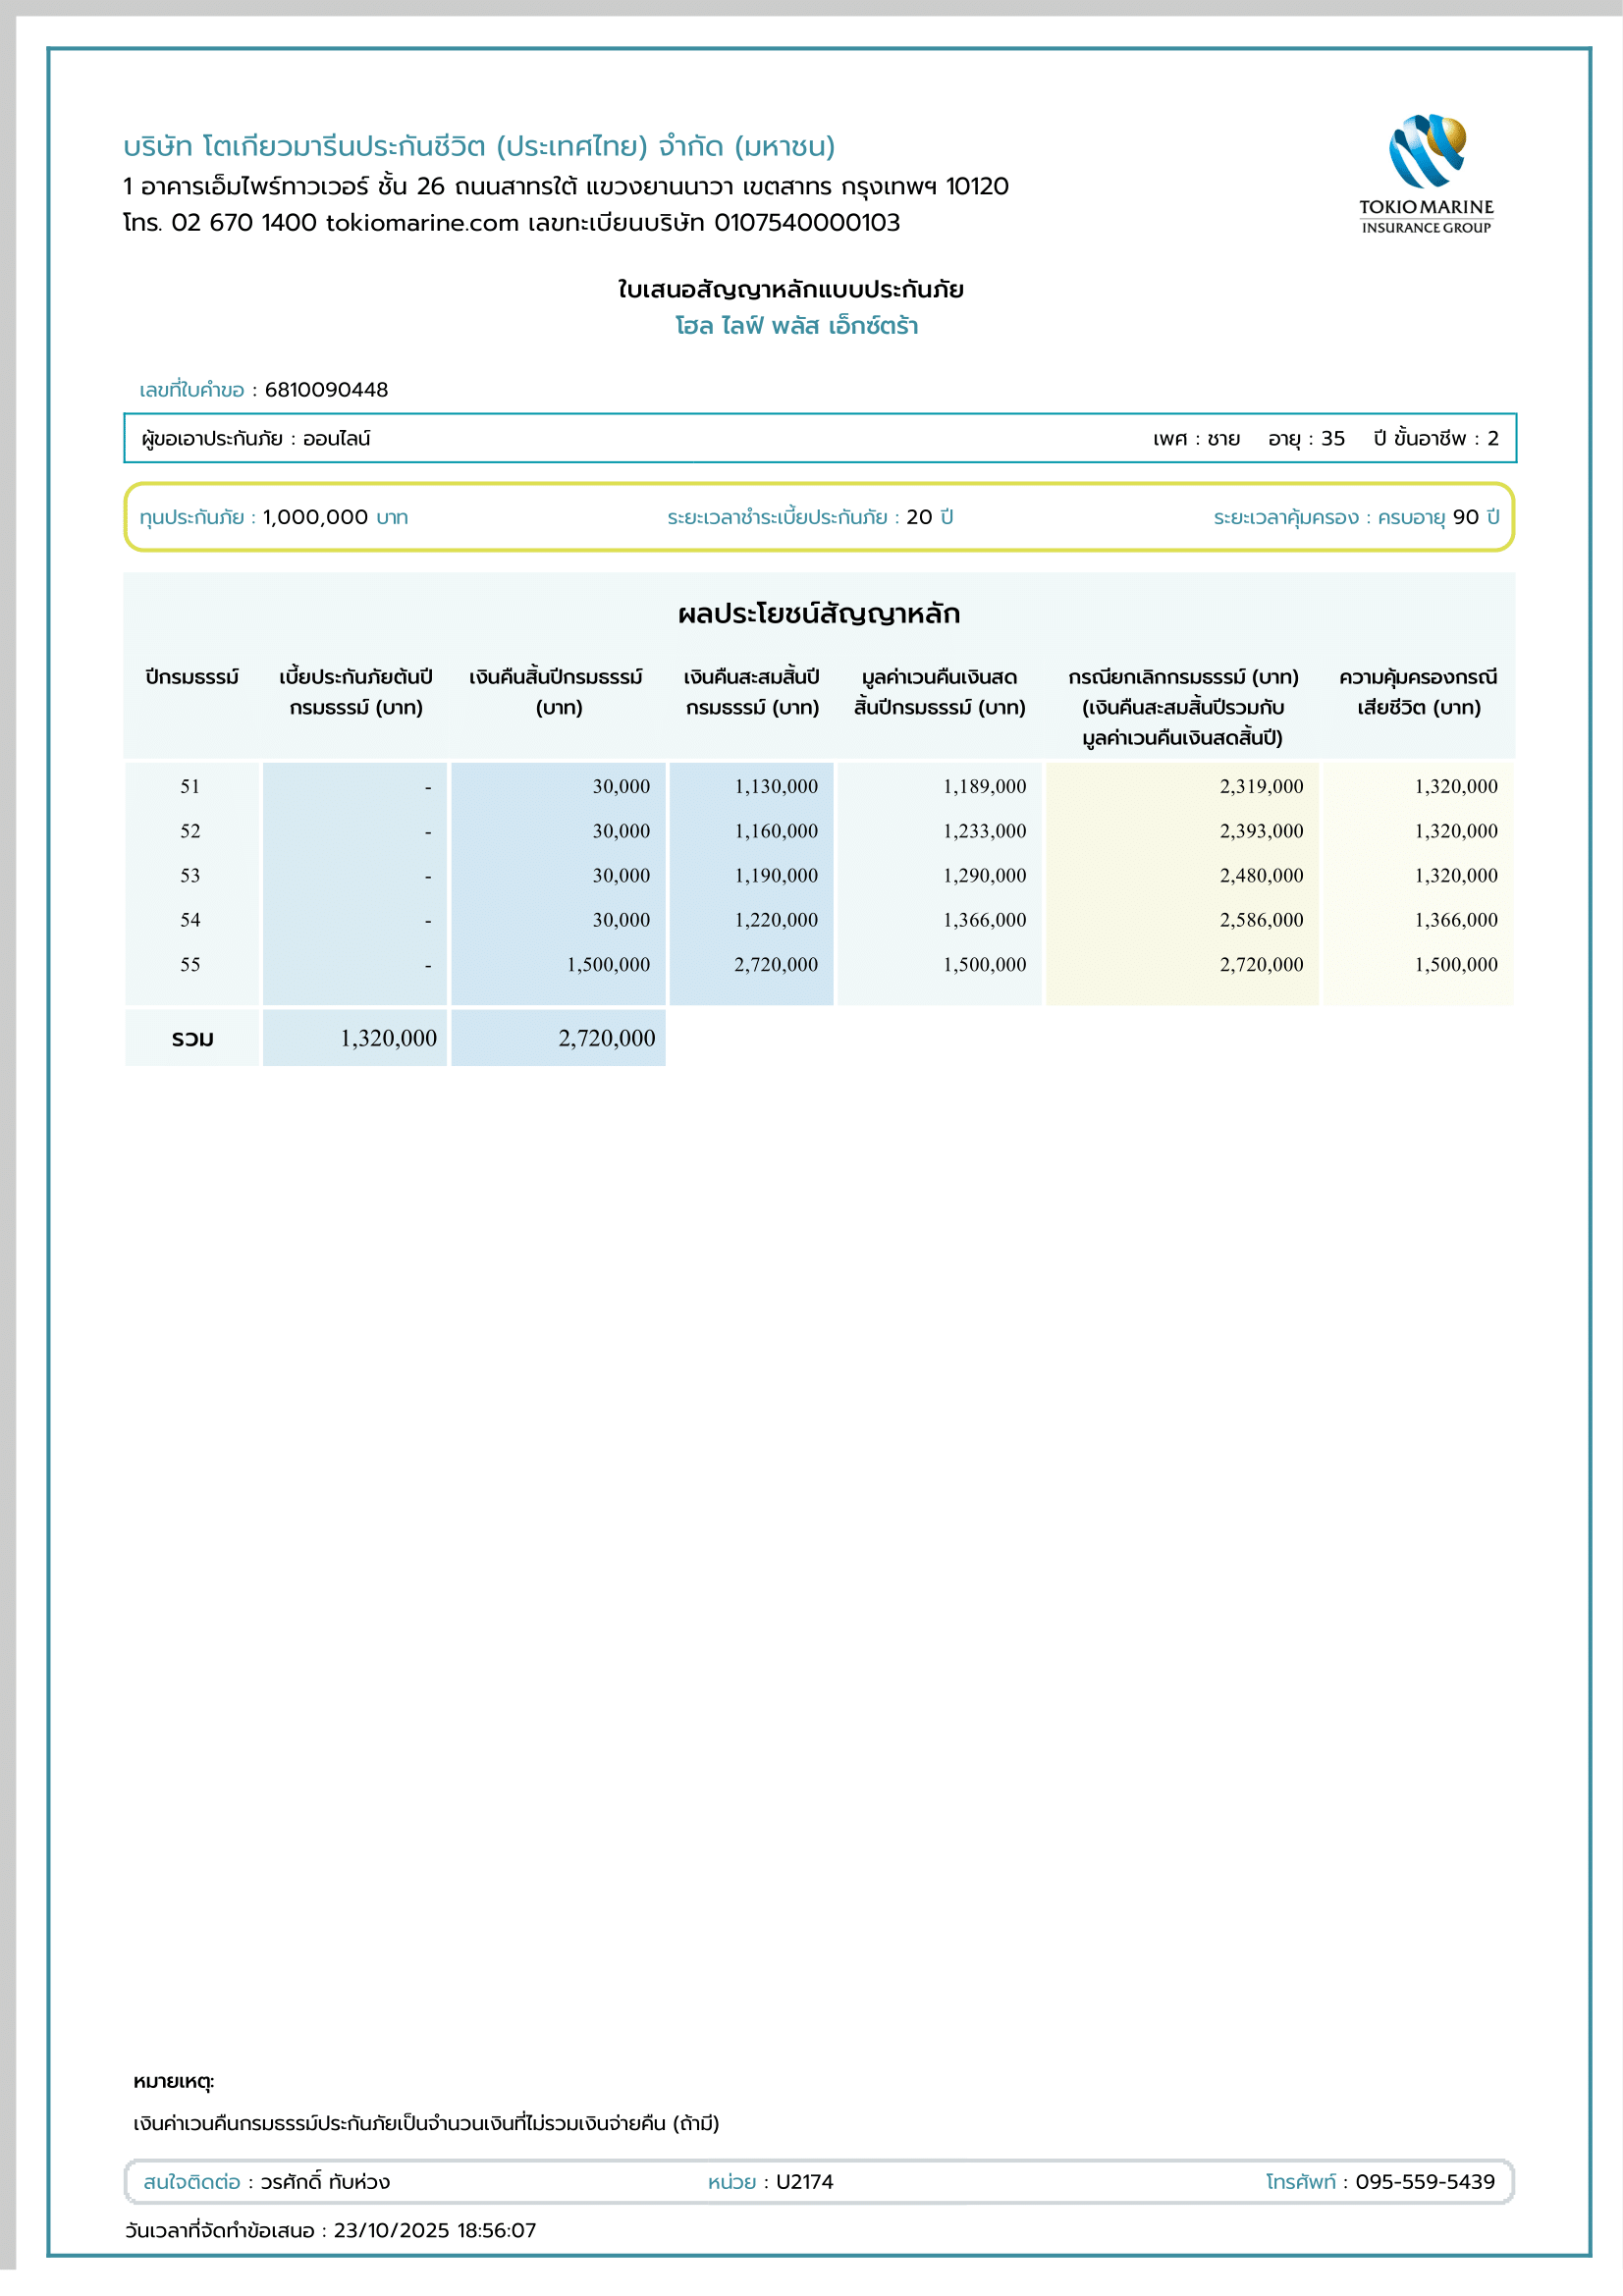 บริษัท โตเกียวมารีนประกันชีวิต (ประเทศไทย) จำกัด (มหาชน)
1 อาคารเอ็มไพร์ทาวเวอร์ ชั้น 26 ถนนสาทรใต้ แขวงยานนาวา เขตสาทร กรุงเทพฯ 10120
โทร. 02 670 1400 tokiomarine.com เลขทะเบียนบริษัท 0107540000103
TOKIO MARINE
INSURANCE GROUP
ใบเสนอสัญญาหลักแบบประกันภัย
โฮล ไลฟ์ พลัส เอ็กซ์ตร้า
เลขที่ใบคำขอ : 6810090448
ผู้ขอเอาประกันภัย : ออนไลน์ เพศ : ชาย อายุ : 35 ปี ขั้นอาชีพ : 2
ทุนประกันภัย : 1,000,000 บาท ระยะเวลาชำระเบี้ยประกันภัย : 20 ปี ระยะเวลาคุ้มครอง : ครบอายุ 90 ปี
ผลประโยชน์สัญญาหลัก
ปีกรมธรรม์ เบี้ยประกันภัยต้นปี เงินคืนสิ้นปีกรมธรรม์ เงินคืนสะสมสิ้นปี มูลค่าเวนคืนเงินสด กรณียกเลิกกรมธรรม์ (บาท) ความคุ้มครองกรณี
กรมธรรม์ (บาท) (บาท) กรมธรรม์ (บาท) สิ้นปีกรมธรรม์ (บาท) (เงินคืนสะสมสิ้นปีรวมกับ เสียชีวิต (บาท)
มูลค่าเวนคืนเงินสดสิ้นปี)
51 - 30,000 1,130,000 1,189,000 2,319,000 1,320,000
52 - 30,000 1,160,000 1,233,000 2,393,000 1,320,000
53 - 30,000 1,190,000 1,290,000 2,480,000 1,320,000
54 - 30,000 1,220,000 1,366,000 2,586,000 1,366,000
55 - 1,500,000 2,720,000 1,500,000 2,720,000 1,500,000
รวม 1,320,000 2,720,000
หมายเหตุ:
เงินค่าเวนคืนกรมธรรม์ประกันภัยเป็นจำนวนเงินที่ไม่รวมเงินจ่ายคืน (ถ้ามี)
สนใจติดต่อ : วรศักดิ์ ทับห่วง หน่วย : U2174 โทรศัพท์ : 095-559-5439
วันเวลาที่จัดทำข้อเสนอ : 23/10/2025 18:56:07